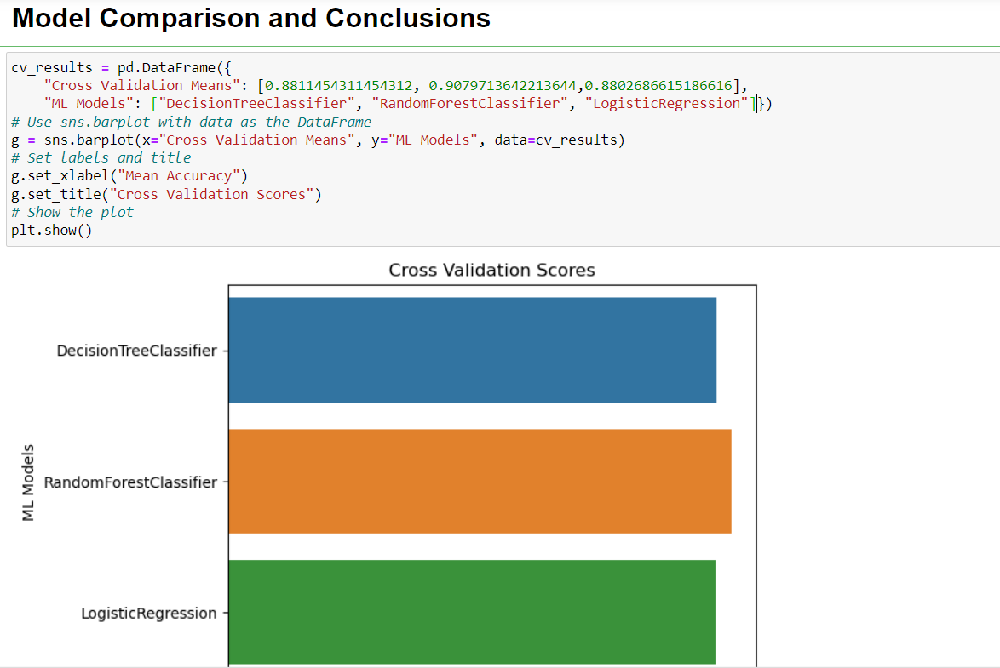 Model Comparison and Conclusions
cv_results = pd.DataFrame({
    "Cross Validation Means": [0.8811454311454312, 0.9079713642213644,0.8802686615186616],
    "ML Models": ["DecisionTreeClassifier", "RandomForestClassifier", "LogisticRegression"]})
# Use sns.barplot with data as the DataFrame
g = sns.barplot(x="Cross Validation Means", y="ML Models", data=cv_results)
# Set labels and title
g.set_xlabel("Mean Accuracy")
g.set_title("Cross Validation Scores")
# Show the plot
plt.show()
Cross Validation Scores
DecisionTreeClassifier
ML Models
RandomForestClassifier
LogisticRegression